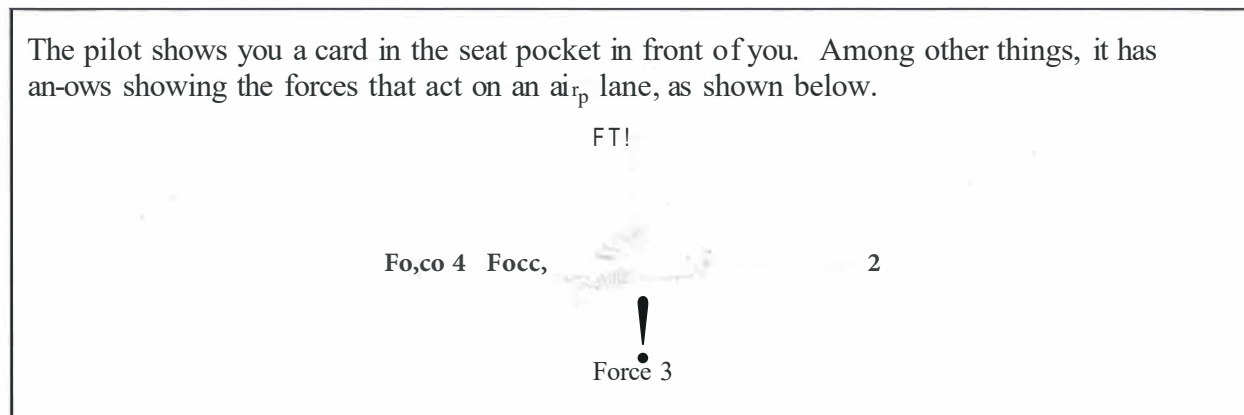 The pilot shows you a card in the seat pocket in front of you. Among other things, it has
an-ows showing the forces that act on an airp lane, as shown below.
FT!
Fo,co 4 Focc, 2
!
Force 3